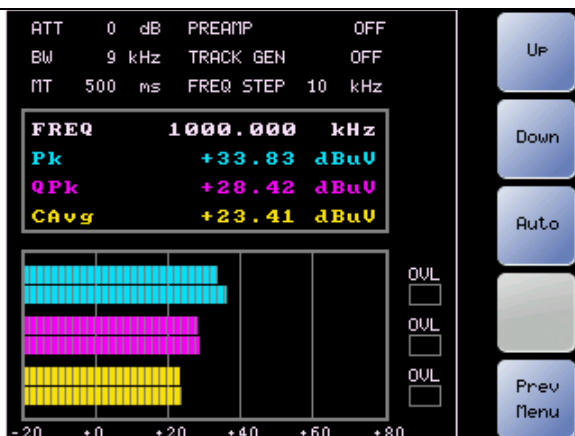 ATT 0 dB PREAMP OFF
BW 9 kHz TRACK GEN OFF
MT 500 ms FREQ STEP 10 kHz
FREQ 1000.000 kHz
Pk +33.83 dBuV
QPk +28.42 dBuV
CAvg +23.41 dBuV
OVL
OVL
OVL
-20 +0 +20 +40 +60 +80
Up
Down
Auto
Prev
Menu